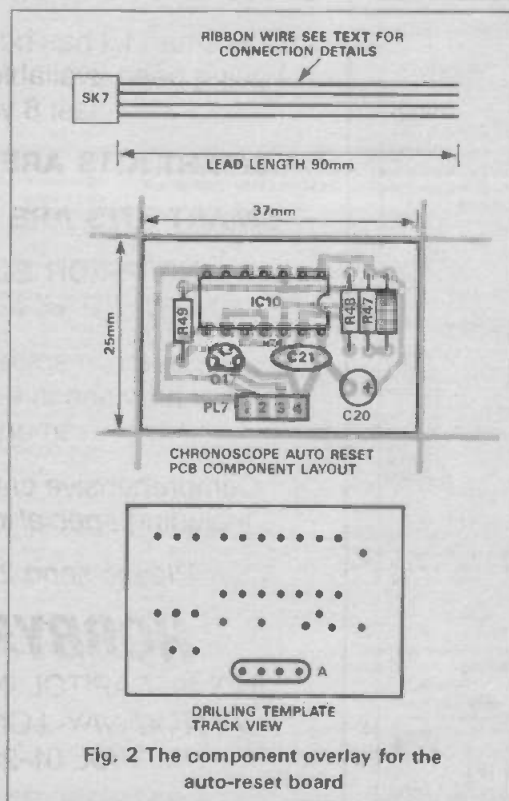 RIBBON WIRE SEE TEXT FOR
CONNECTION DETAILS
SK7
LEAD LENGTH 90mm
37mm
25mm
IC10
R49
R48
R47
C21
C20
PL7
1 2 3 4
CHRONOSCOPE AUTO RESET
PCB COMPONENT LAYOUT
A
DRILLING TEMPLATE
TRACK VIEW
Fig. 2 The component overlay for the
auto-reset board